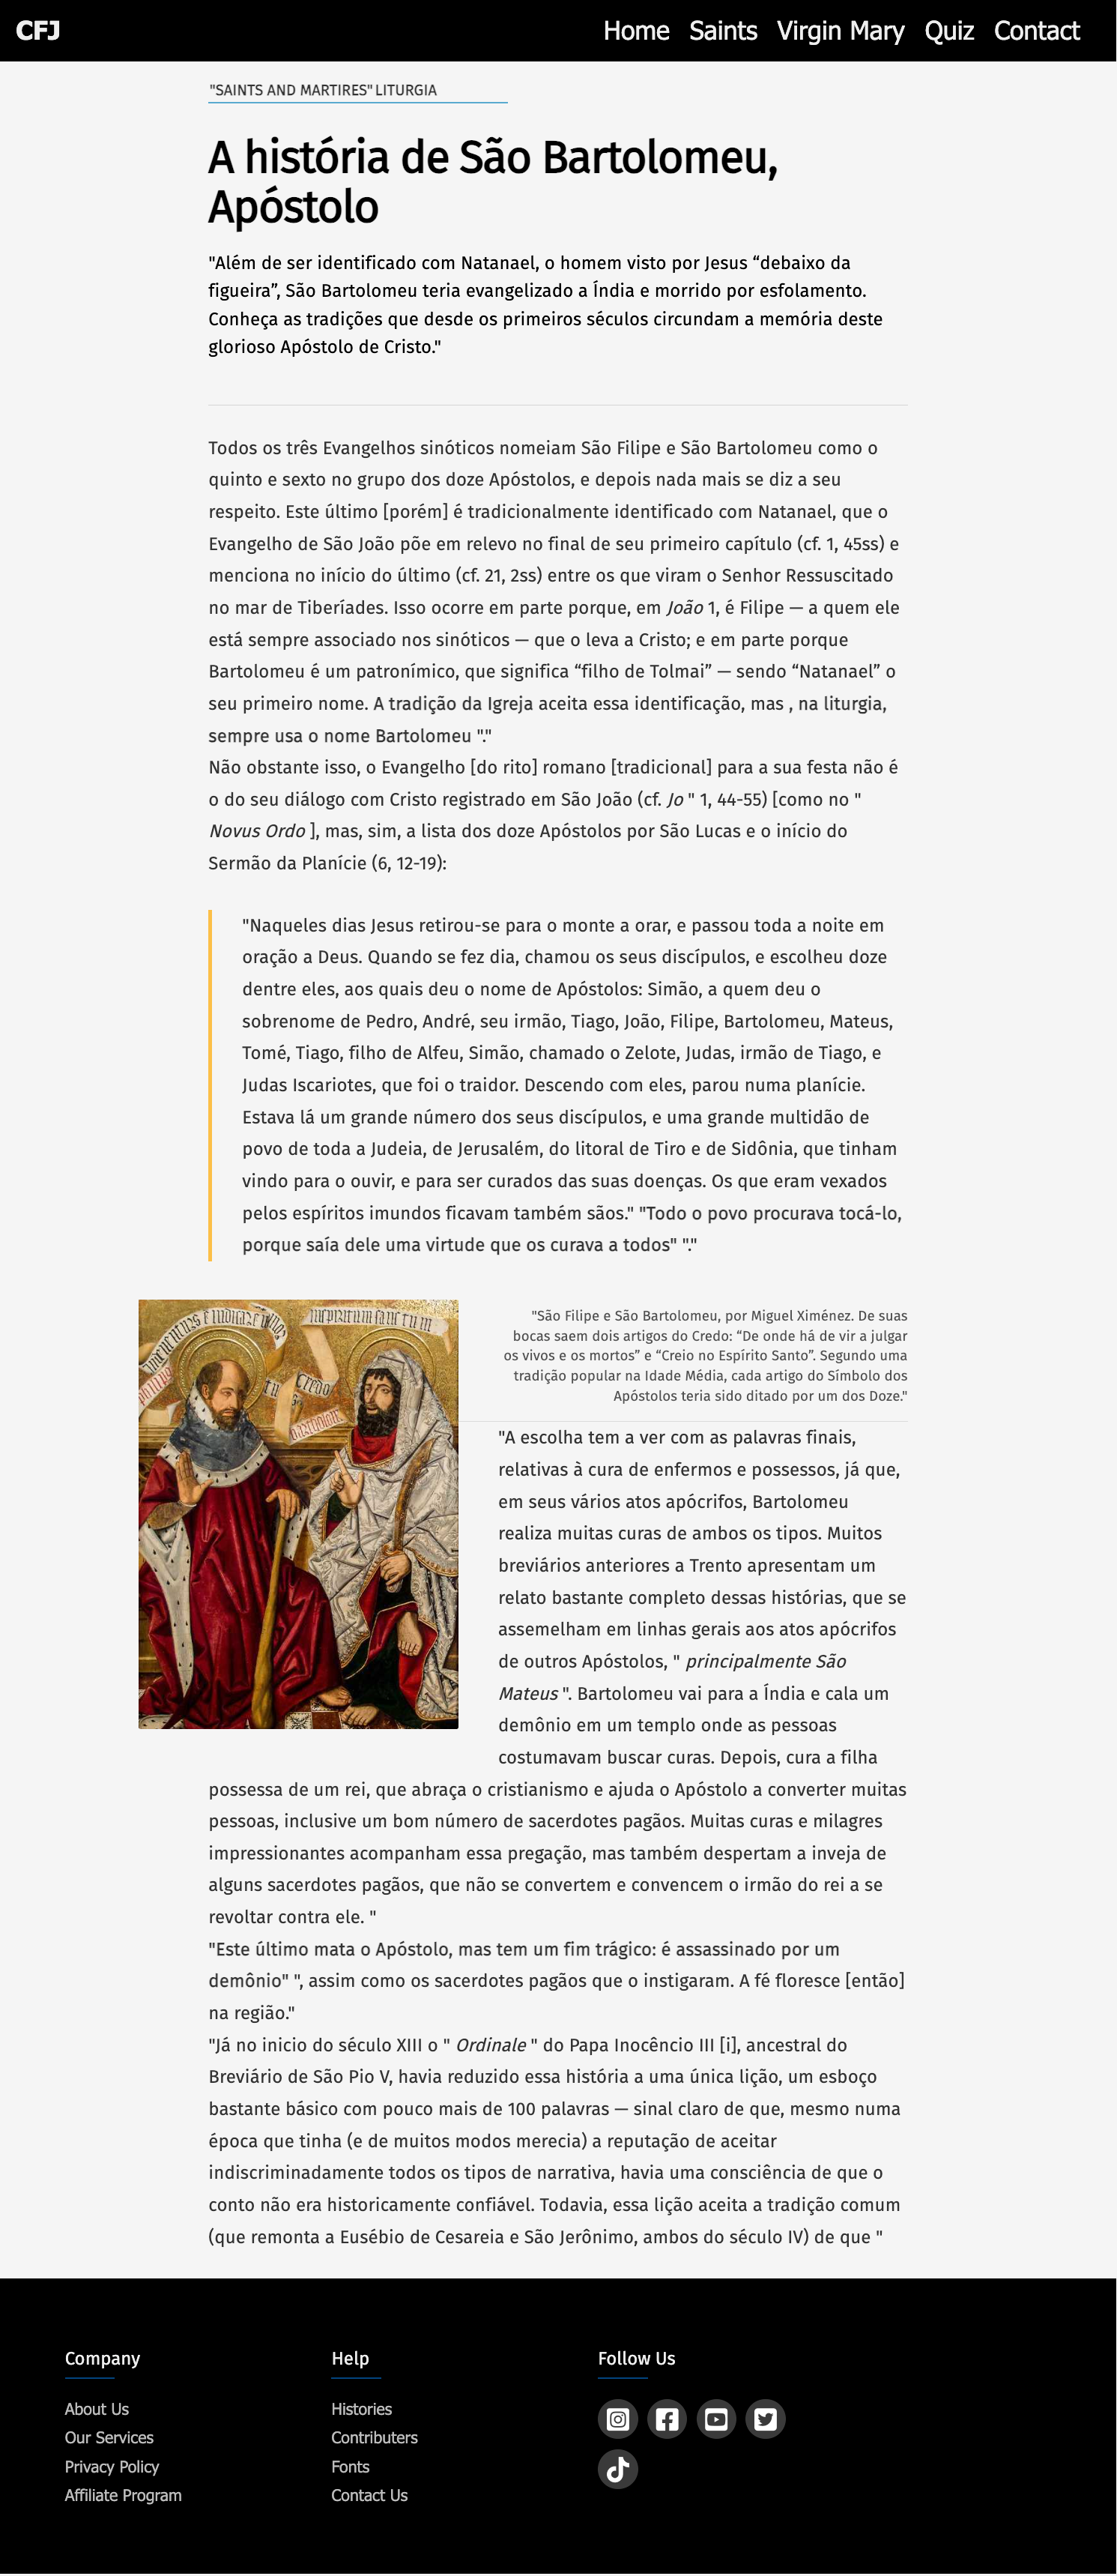 CFJ
Home Saints Virgin Mary Quiz Contact
"SAINTS AND MARTIRES" LITURGIA
A história de São Bartolomeu,
Apóstolo
"Além de ser identificado com Natanael, o homem visto por Jesus “debaixo da
figueira”, São Bartolomeu teria evangelizado a Índia e morrido por esfolamento.
Conheça as tradições que desde os primeiros séculos circundam a memória deste
glorioso Apóstolo de Cristo."
Todos os três Evangelhos sinóticos nomeiam São Filipe e São Bartolomeu como o
quinto e sexto no grupo dos doze Apóstolos, e depois nada mais se diz a seu
respeito. Este último [porém] é tradicionalmente identificado com Natanael, que o
Evangelho de São João põe em relevo no final de seu primeiro capítulo (cf. 1, 45ss) e
menciona no início do último (cf. 21, 2ss) entre os que viram o Senhor Ressuscitado
no mar de Tiberíades. Isso ocorre em parte porque, em João 1, é Filipe — a quem ele
está sempre associado nos sinóticos — que o leva a Cristo; e em parte porque
Bartolomeu é um patronímico, que significa “filho de Tolmai” — sendo “Natanael” o
seu primeiro nome. A tradição da Igreja aceita essa identificação, mas , na liturgia,
sempre usa o nome Bartolomeu "."
Não obstante isso, o Evangelho [do rito] romano [tradicional] para a sua festa não é
o do seu diálogo com Cristo registrado em São João (cf. Jo " 1, 44-55) [como no "
Novus Ordo ], mas, sim, a lista dos doze Apóstolos por São Lucas e o início do
Sermão da Planície (6, 12-19):
"Naqueles dias Jesus retirou-se para o monte a orar, e passou toda a noite em
oração a Deus. Quando se fez dia, chamou os seus discípulos, e escolheu doze
dentre eles, aos quais deu o nome de Apóstolos: Simão, a quem deu o
sobrenome de Pedro, André, seu irmão, Tiago, João, Filipe, Bartolomeu, Mateus,
Tomé, Tiago, filho de Alfeu, Simão, chamado o Zelote, Judas, irmão de Tiago, e
Judas Iscariotes, que foi o traidor. Descendo com eles, parou numa planície.
Estava lá um grande número dos seus discípulos, e uma grande multidão de
povo de toda a Judeia, de Jerusalém, do litoral de Tiro e de Sidônia, que tinham
vindo para o ouvir, e para ser curados das suas doenças. Os que eram vexados
pelos espíritos imundos ficavam também sãos." "Todo o povo procurava tocá-lo,
porque saía dele uma virtude que os curava a todos" "."
"São Filipe e São Bartolomeu, por Miguel Ximénez. De suas
bocas saem dois artigos do Credo: “De onde há de vir a julgar
os vivos e os mortos” e “Creio no Espírito Santo”. Segundo uma
tradição popular na Idade Média, cada artigo do Símbolo dos
Apóstolos teria sido ditado por um dos Doze."
Credo
"A escolha tem a ver com as palavras finais,
relativas à cura de enfermos e possessos, já que,
em seus vários atos apócrifos, Bartolomeu
realiza muitas curas de ambos os tipos. Muitos
breviários anteriores a Trento apresentam um
relato bastante completo dessas histórias, que se
assemelham em linhas gerais aos atos apócrifos
de outros Apóstolos, " principalmente São
Mateus ". Bartolomeu vai para a Índia e cala um
demônio em um templo onde as pessoas
costumavam buscar curas. Depois, cura a filha
possessa de um rei, que abraça o cristianismo e ajuda o Apóstolo a converter muitas
pessoas, inclusive um bom número de sacerdotes pagãos. Muitas curas e milagres
impressionantes acompanham essa pregação, mas também despertam a inveja de
alguns sacerdotes pagãos, que não se convertem e convencem o irmão do rei a se
revoltar contra ele. "
"Este último mata o Apóstolo, mas tem um fim trágico: é assassinado por um
demônio" ", assim como os sacerdotes pagãos que o instigaram. A fé floresce [então]
na região."
"Já no inicio do século XIII o " Ordinale " do Papa Inocêncio III [i], ancestral do
Breviário de São Pio V, havia reduzido essa história a uma única lição, um esboço
bastante básico com pouco mais de 100 palavras — sinal claro de que, mesmo numa
época que tinha (e de muitos modos merecia) a reputação de aceitar
indiscriminadamente todos os tipos de narrativa, havia uma consciência de que o
conto não era historicamente confiável. Todavia, essa lição aceita a tradição comum
(que remonta a Eusébio de Cesareia e São Jerônimo, ambos do século IV) de que "
Company
About Us
Our Services
Privacy Policy
Affiliate Program
Help
Histories
Contributers
Fonts
Contact Us
Follow Us